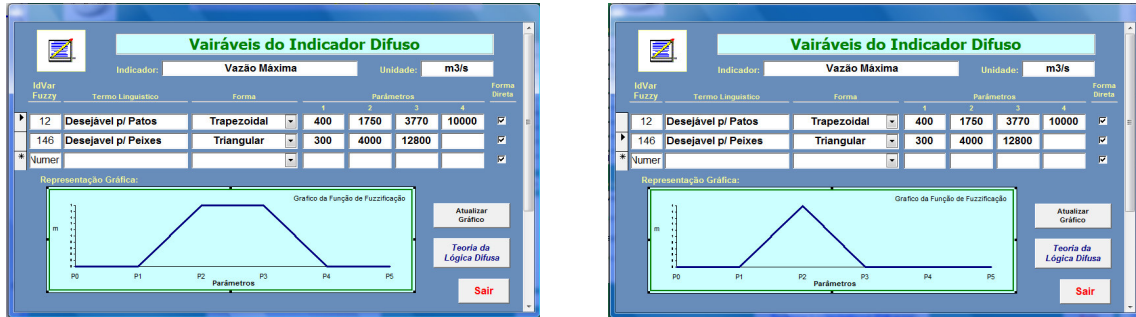 Vairáveis do Indicador Difuso
Indicador: Vazão Máxima Unidade: m3/s
IdVar Fuzzy Termo Linguistico Forma Parâmetros Forma Direta
1 2 3 4
12 Desejável p/ Patos Trapezoidal 400 1750 3770 10000
146 Desejavel p/ Peixes Triangular 300 4000 12800
* Numer
Representação Gráfica:
Grafico da Função de Fuzzificação
m
P0 P1 P2 P3 P4 P5
Parâmetros
Atualizar
Gráfico
Teoria da
Lógica Difusa
Sair
Vairáveis do Indicador Difuso
Indicador: Vazão Máxima Unidade: m3/s
IdVar Fuzzy Termo Linguistico Forma Parâmetros Forma Direta
1 2 3 4
12 Desejável p/ Patos Trapezoidal 400 1750 3770 10000
146 Desejavel p/ Peixes Triangular 300 4000 12800
* Numer
Representação Gráfica:
Grafico da Função de Fuzzificação
m
P0 P1 P2 P3 P4 P5
Parâmetros
Atualizar
Gráfico
Teoria da
Lógica Difusa
Sair